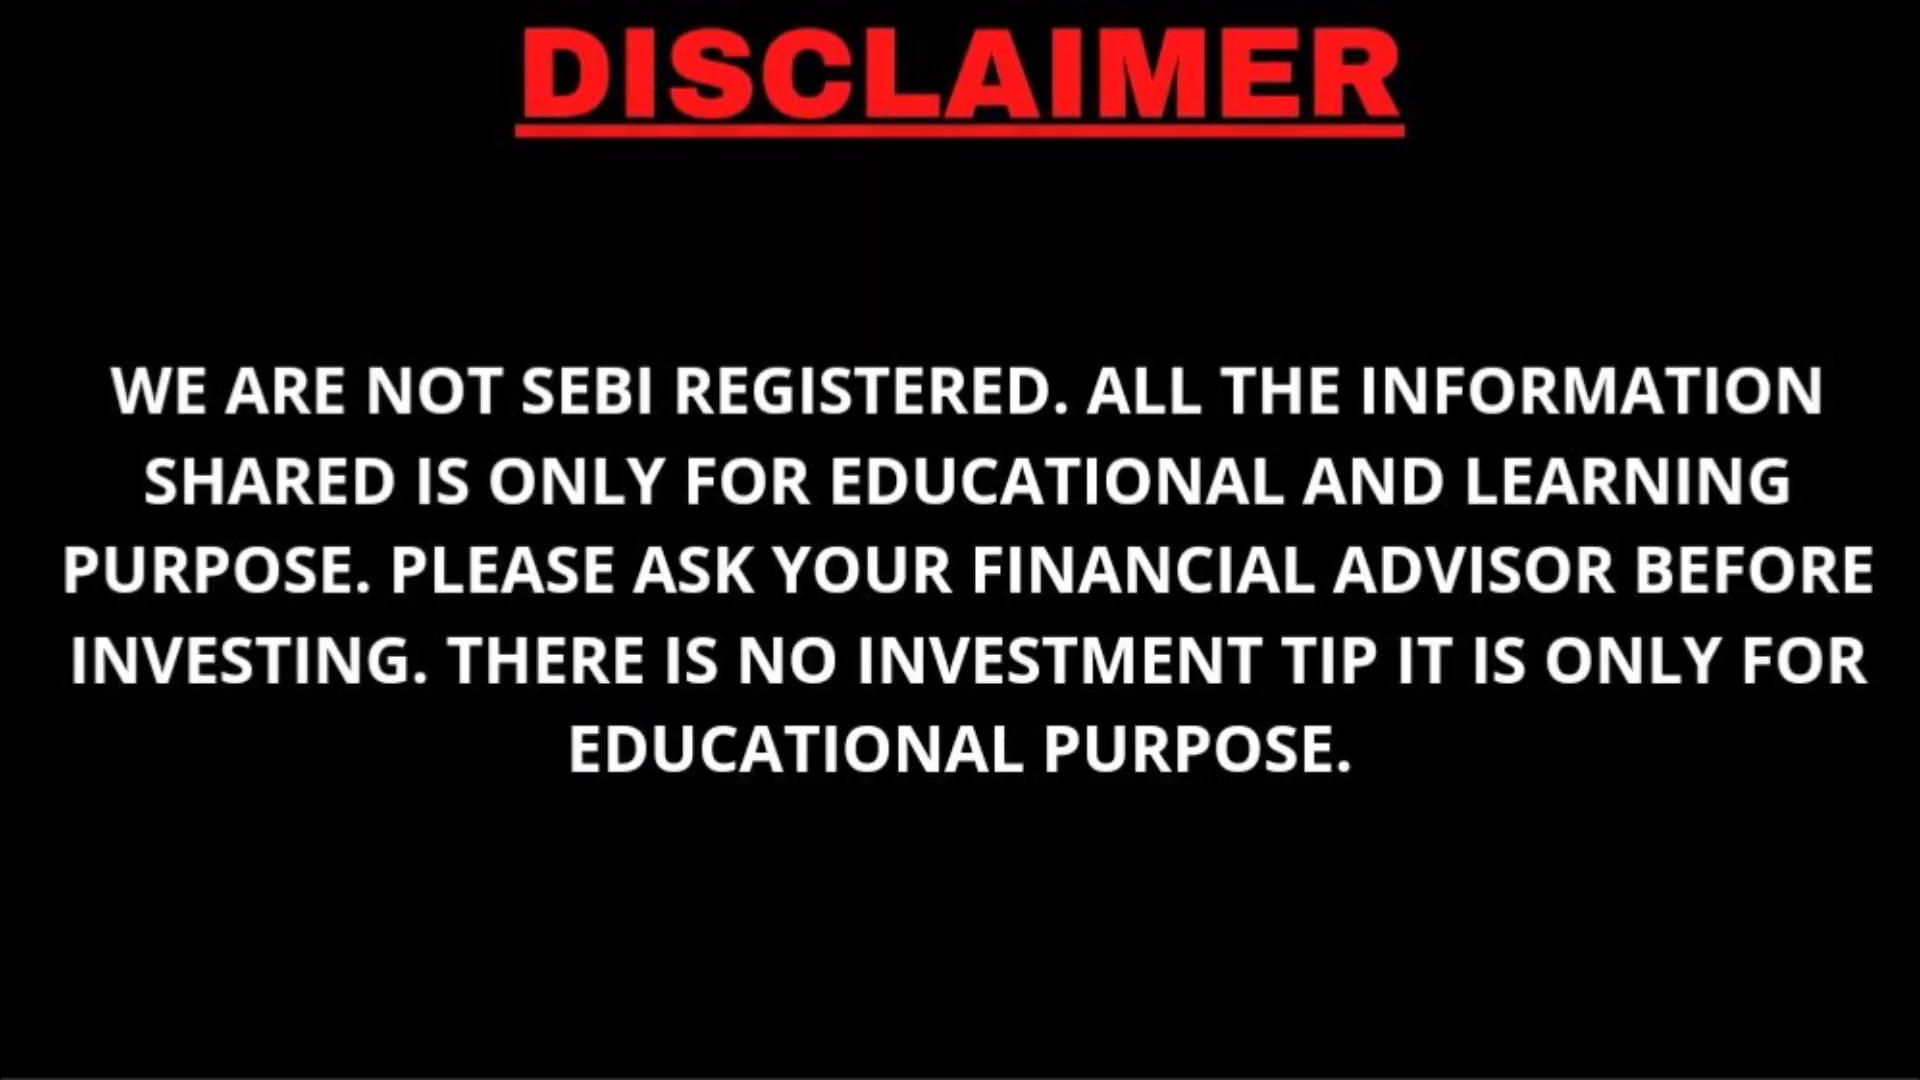 DISCLAIMER
WE ARE NOT SEBI REGISTERED. ALL THE INFORMATION
SHARED IS ONLY FOR EDUCATIONAL AND LEARNING
PURPOSE. PLEASE ASK YOUR FINANCIAL ADVISOR BEFORE
INVESTING. THERE IS NO INVESTMENT TIP IT IS ONLY FOR
EDUCATIONAL PURPOSE.